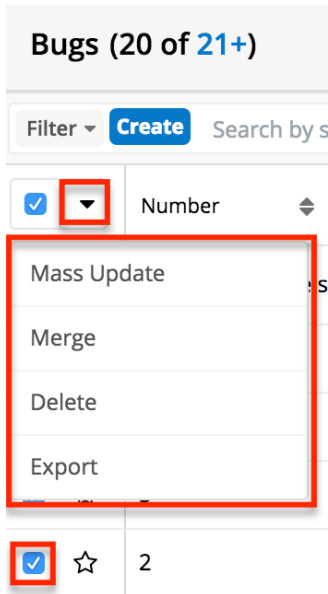 Bugs (20 of 21+)
Filter Create Search by s
Number
Mass Update
Merge
Delete
Export
2